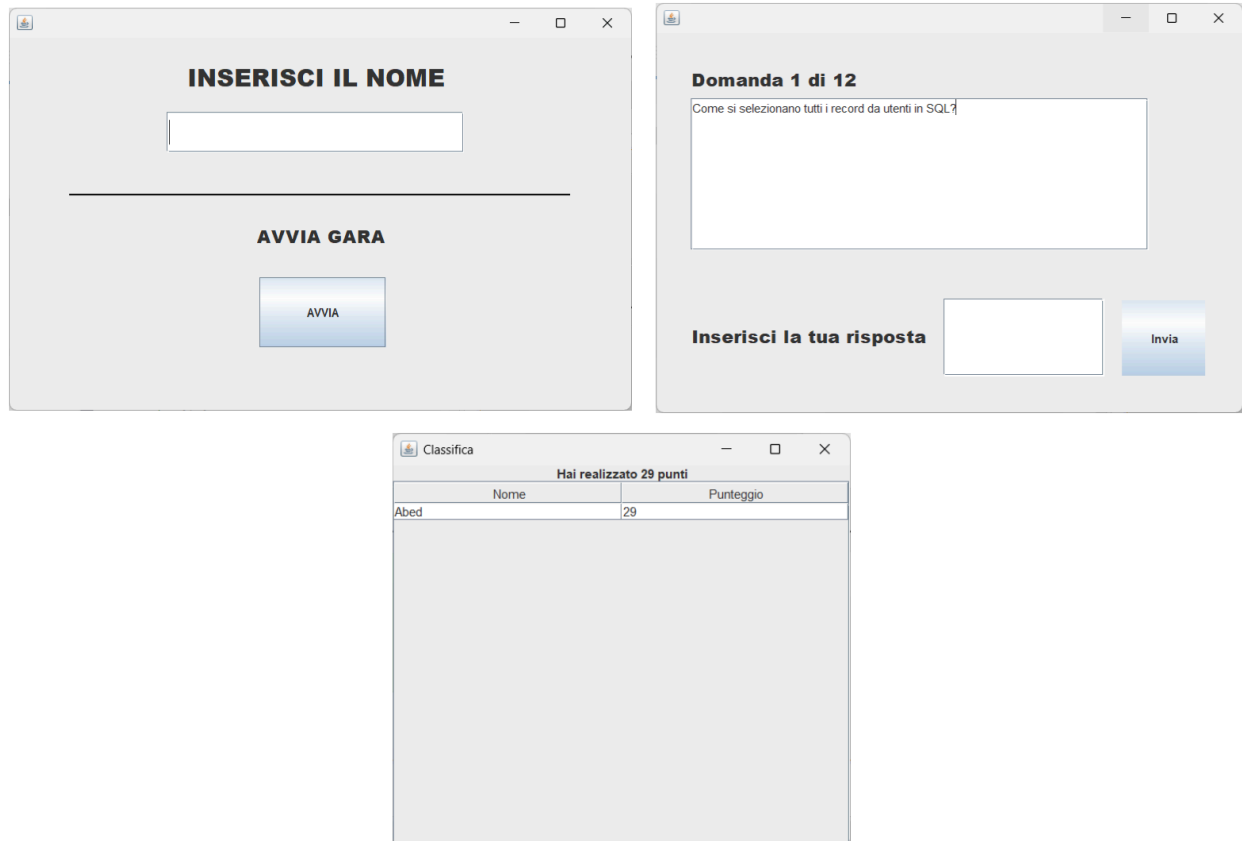 INSERISCI IL NOME
AVVIA GARA
AVVIA
Domanda 1 di 12
Come si selezionano tutti i record da utenti in SQL?
Inserisci la tua risposta
Invia
Classifica
Hai realizzato 29 punti
Nome Punteggio
Abed 29